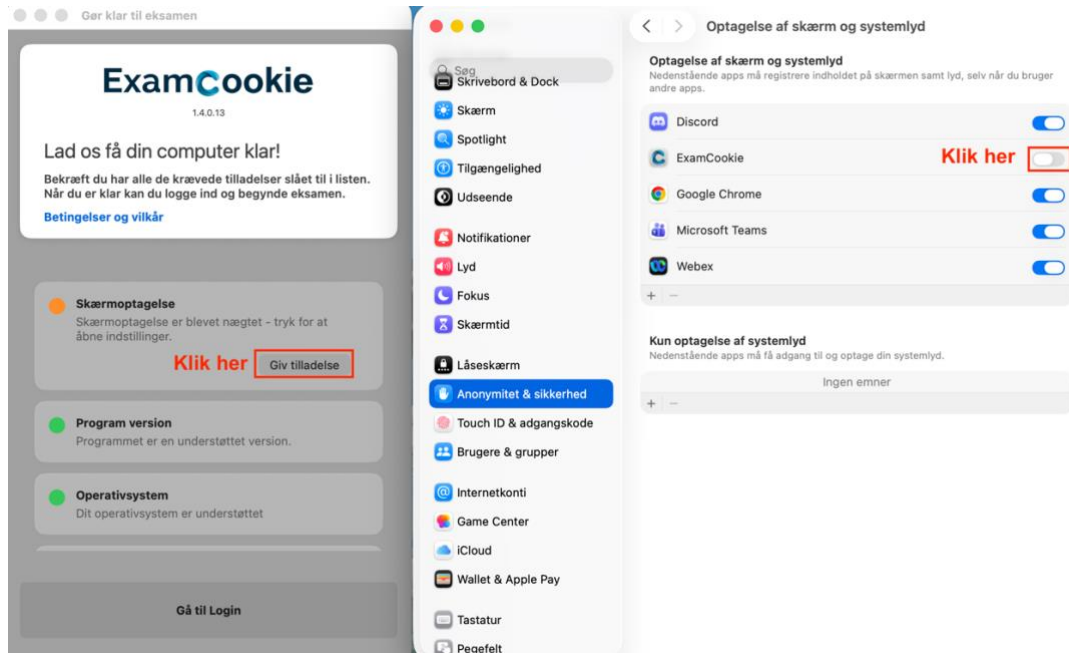 Gør klar til eksamen
ExamCookie
1.4.0.13
Lad os få din computer klar!
Bekræft du har alle de krævede tilladelser slået til i listen.
Når du er klar kan du logge ind og begynde eksamen.
Betingelser og vilkår
Skærmoptagelse
Skærmoptagelse er blevet nægtet - tryk for at
åbne indstillinger.
Klik her
Giv tilladelse
Program version
Programmet er en understøttet version.
Operativsystem
Dit operativsystem er understøttet
Gå til Login
Søg
Skrivebord & Dock
Skærm
Spotlight
Tilgængelighed
Udseende
Notifikationer
Lyd
Fokus
Skærmtid
Låseskærm
Anonymitet & sikkerhed
Touch ID & adgangskode
Brugere & grupper
Internetkonti
Game Center
iCloud
Wallet & Apple Pay
Tastatur
Pegefelt
Optagelse af skærm og systemlyd
Optagelse af skærm og systemlyd
Nedenstående apps må registrere indholdet på skærmen samt lyd, selv når du bruger
andre apps.
Discord
ExamCookie
Klik her
Google Chrome
Microsoft Teams
Webex
+ −
Kun optagelse af systemlyd
Nedenstående apps må få adgang til og optage din systemlyd.
Ingen emner
+ −